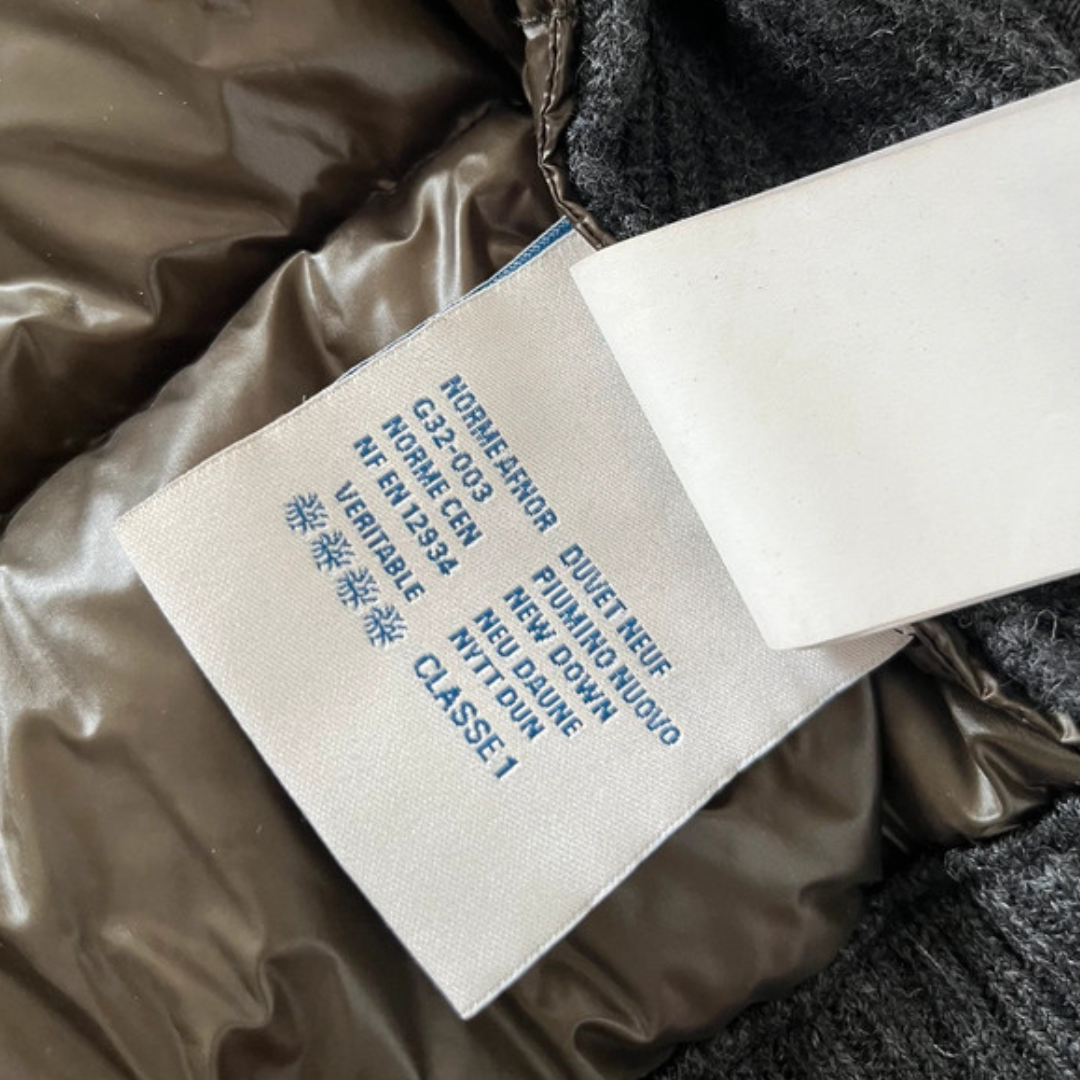 NORME AFNOR
G32-003
NORME CEN
NF EN 12934
VERITABLE
DUVET NEUF
PIUMINO NUOVO
NEW DOWN
NEU DAUNE
NYTT DUN
CLASSE 1